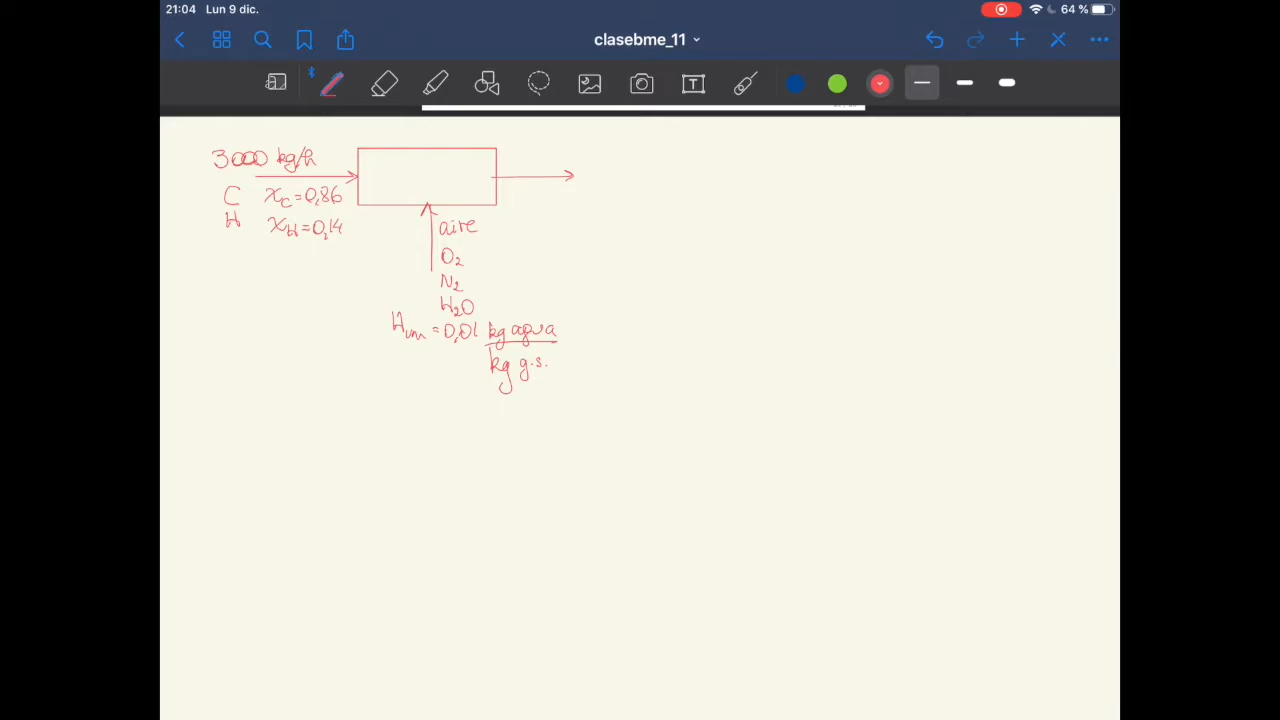 21:04 Lun 9 dic.
64 %
clasebme_11
3000 kg/h
C x_C = 0,86
H x_H = 0,14
aire
O₂
N₂
H₂O
Hum = 0,01 kg agua
kg g.s.